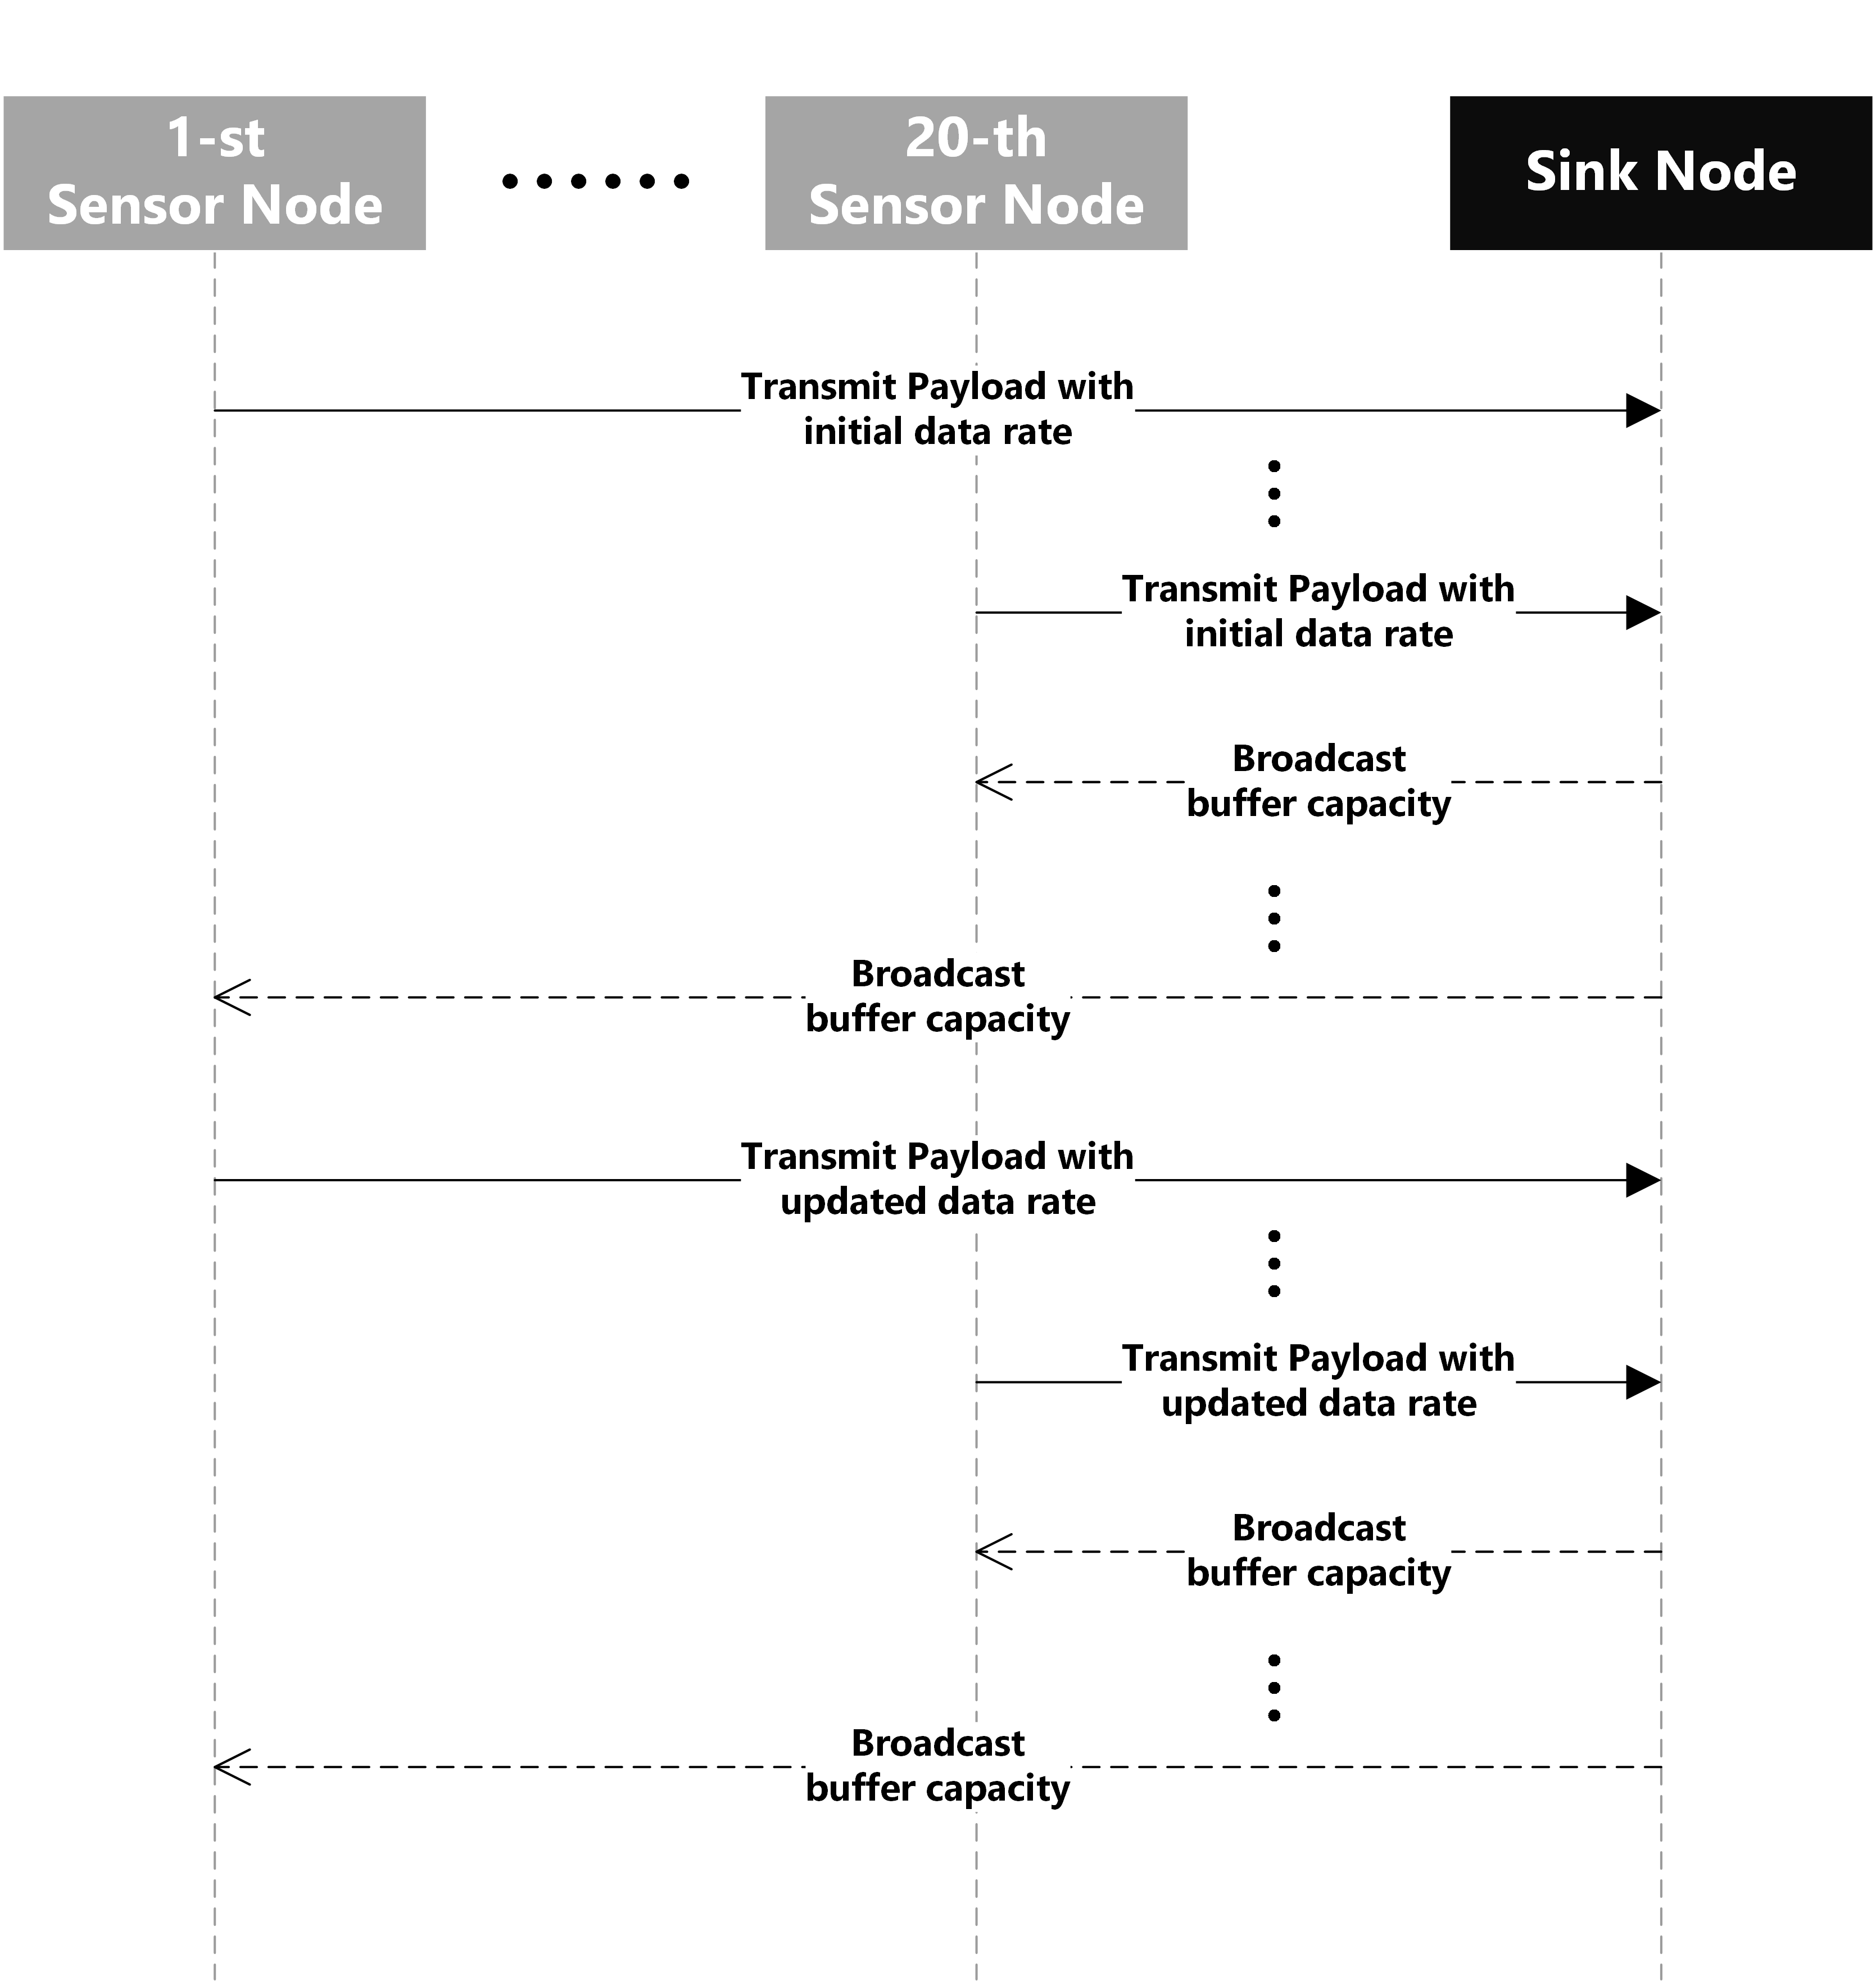 1-st
Sensor Node
20-th
Sensor Node
Sink Node
Transmit Payload with
initial data rate
Transmit Payload with
initial data rate
Broadcast
buffer capacity
Broadcast
buffer capacity
Transmit Payload with
updated data rate
Transmit Payload with
updated data rate
Broadcast
buffer capacity
Broadcast
buffer capacity